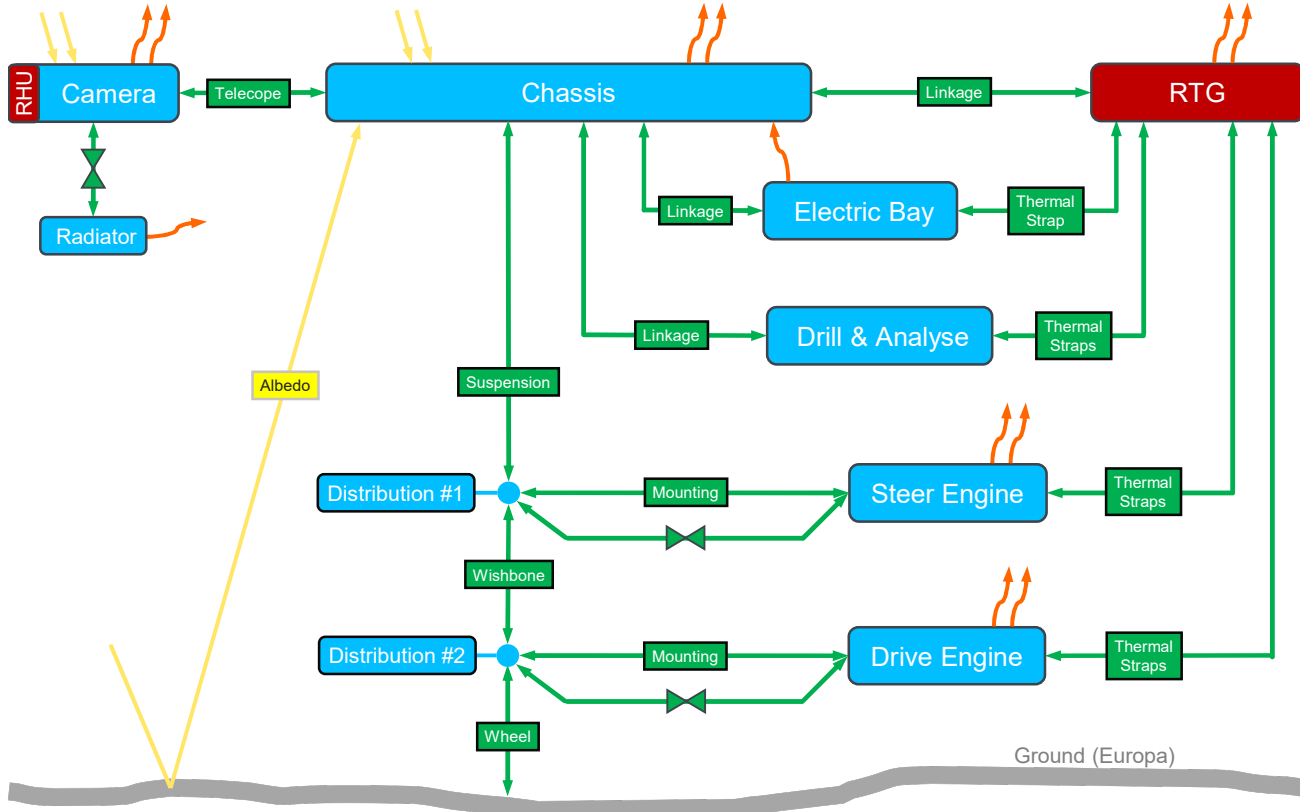 RHU
Camera
Telecope
Chassis
Linkage
RTG
Radiator
Linkage
Electric Bay
Thermal
Strap
Linkage
Drill & Analyse
Thermal
Straps
Albedo
Suspension
Distribution #1
Mounting
Steer Engine
Thermal
Straps
Wishbone
Distribution #2
Mounting
Drive Engine
Thermal
Straps
Wheel
Ground (Europa)